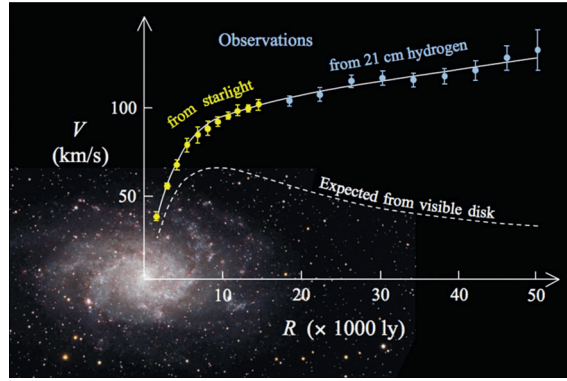 Observations
from 21 cm hydrogen
from starlight
100
V
(km/s)
50
Expected from visible disk
10
20
30
40
50
R (× 1000 ly)